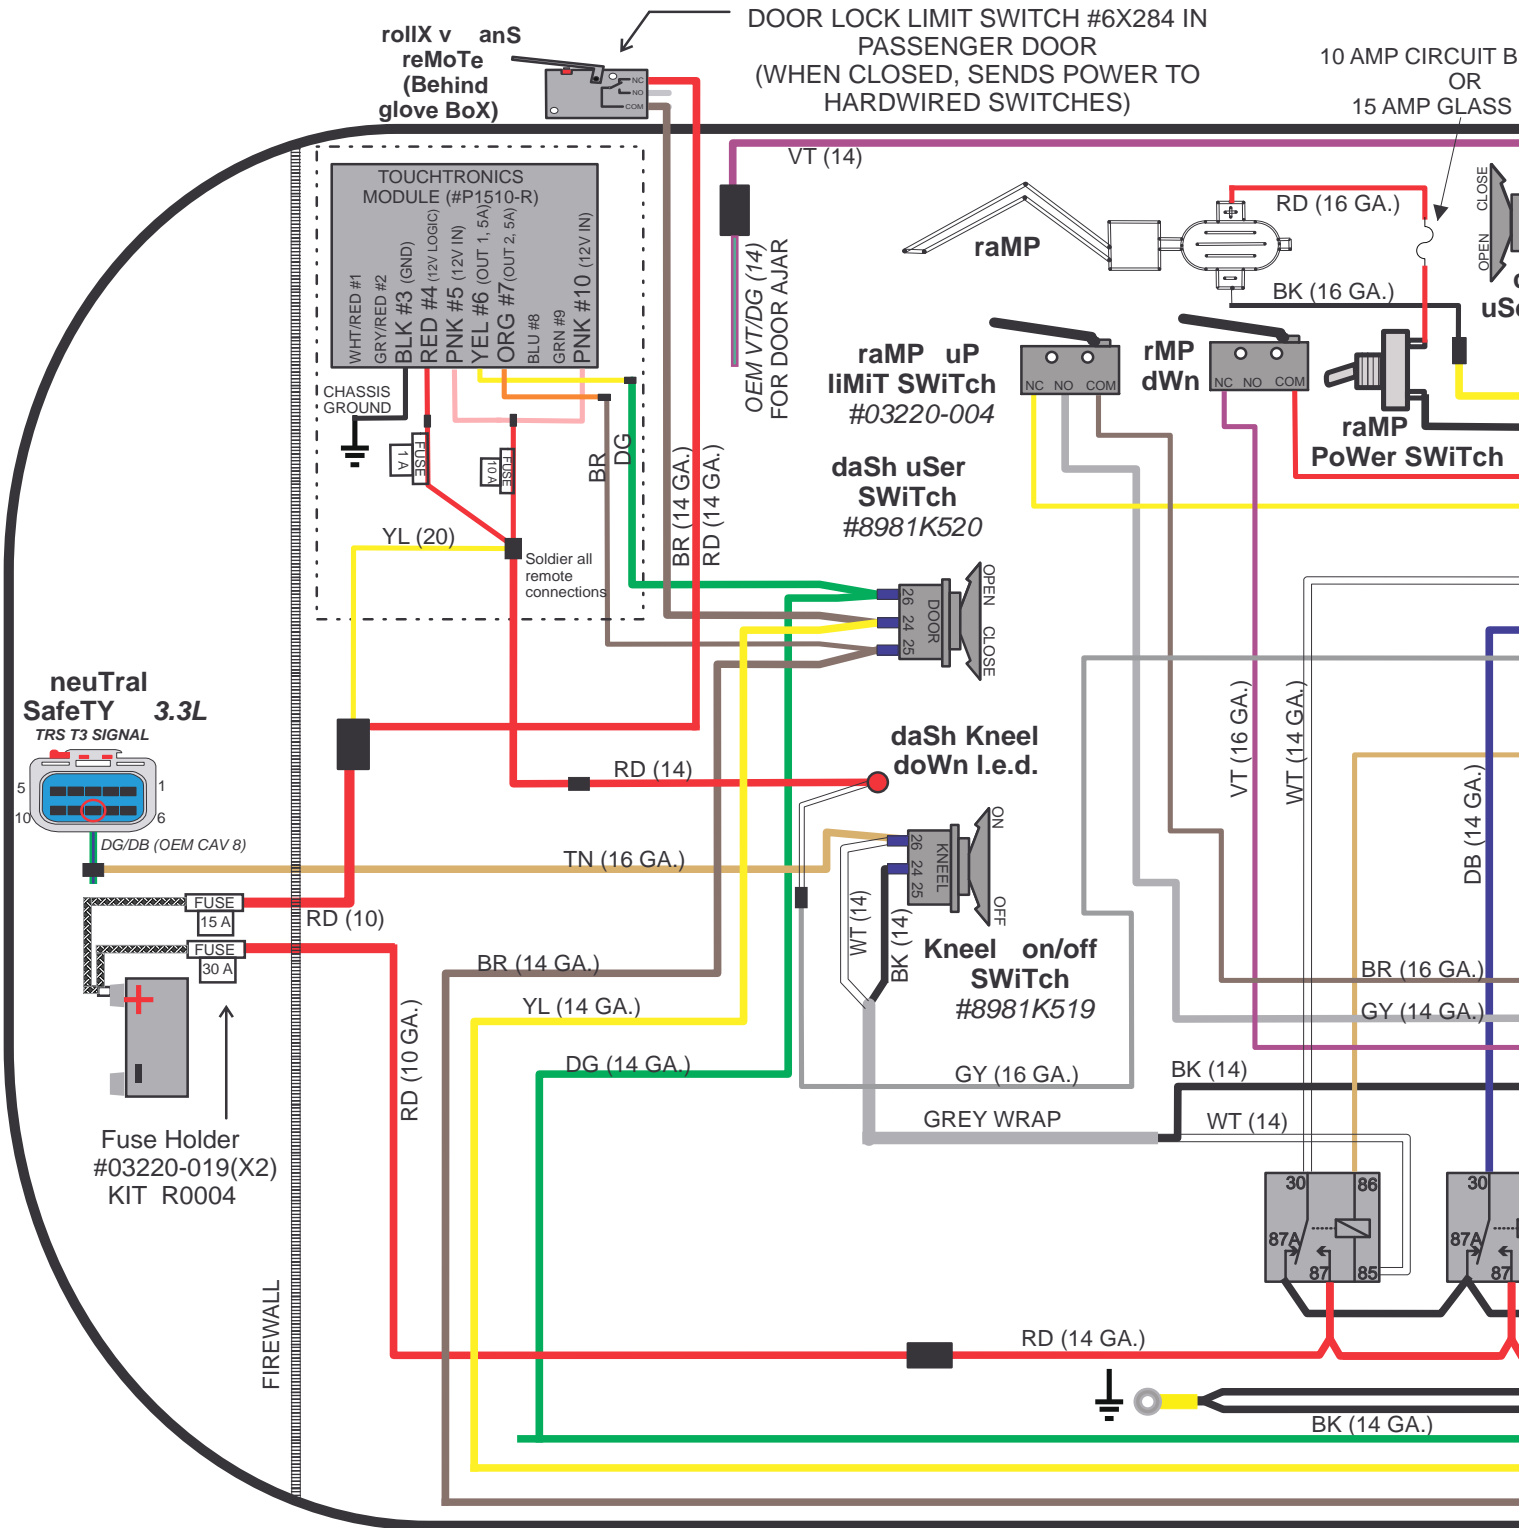 DOOR LOCK LIMIT SWITCH #6X284 IN
PASSENGER DOOR
(WHEN CLOSED, SENDS POWER TO
HARDWIRED SWITCHES)
rollX v anS
reMoTe
(Behind
glove BoX)
NC
NO
COM
10 AMP CIRCUIT B
OR
15 AMP GLASS
VT (14)
TOUCHTRONICS
MODULE (#P1510-R)
WHT/RED #1
GRY/RED #2
BLK #3 (GND)
RED #4 (12V LOGIC)
PNK #5 (12V IN)
YEL #6 (OUT 1, 5A)
ORG #7(OUT 2, 5A)
BLU #8
GRN #9
PNK #10 (12V IN)
CHASSIS
GROUND
FUSE
1 A
FUSE
10 A
BR
DG
BR (14 GA.)
RD (14 GA.)
OEM VT/DG (14)
FOR DOOR AJAR
raMP
RD (16 GA.)
BK (16 GA.)
OPEN CLOSE
uSe
raMP uP
liMiT SWiTch
#03220-004
NC NO COM
rMP
dWn
NC NO COM
raMP
PoWer SWiTch
daSh uSer
SWiTch
#8981K520
YL (20)
Soldier all
remote
connections
26
24
25
DOOR
OPEN
CLOSE
neuTral
SafeTY 3.3L
TRS T3 SIGNAL
5
1
10
6
DG/DB (OEM CAV 8)
daSh Kneel
doWn l.e.d.
RD (14)
TN (16 GA.)
26
24
25
KNEEL
ON
OFF
VT (16 GA.)
WT (14 GA.)
DB (14 GA.)
FUSE
15 A
RD (10)
FUSE
30 A
WT (14)
BK (14)
Kneel on/off
SWiTch
#8981K519
BR (14 GA.)
YL (14 GA.)
BR (16 GA.)
GY (14 GA.)
RD (10 GA.)
DG (14 GA.)
GY (16 GA.)
BK (14)
GREY WRAP
WT (14)
Fuse Holder
#03220-019(X2)
KIT R0004
30
86
87A
87
85
30
87A
87
FIREWALL
RD (14 GA.)
BK (14 GA.)